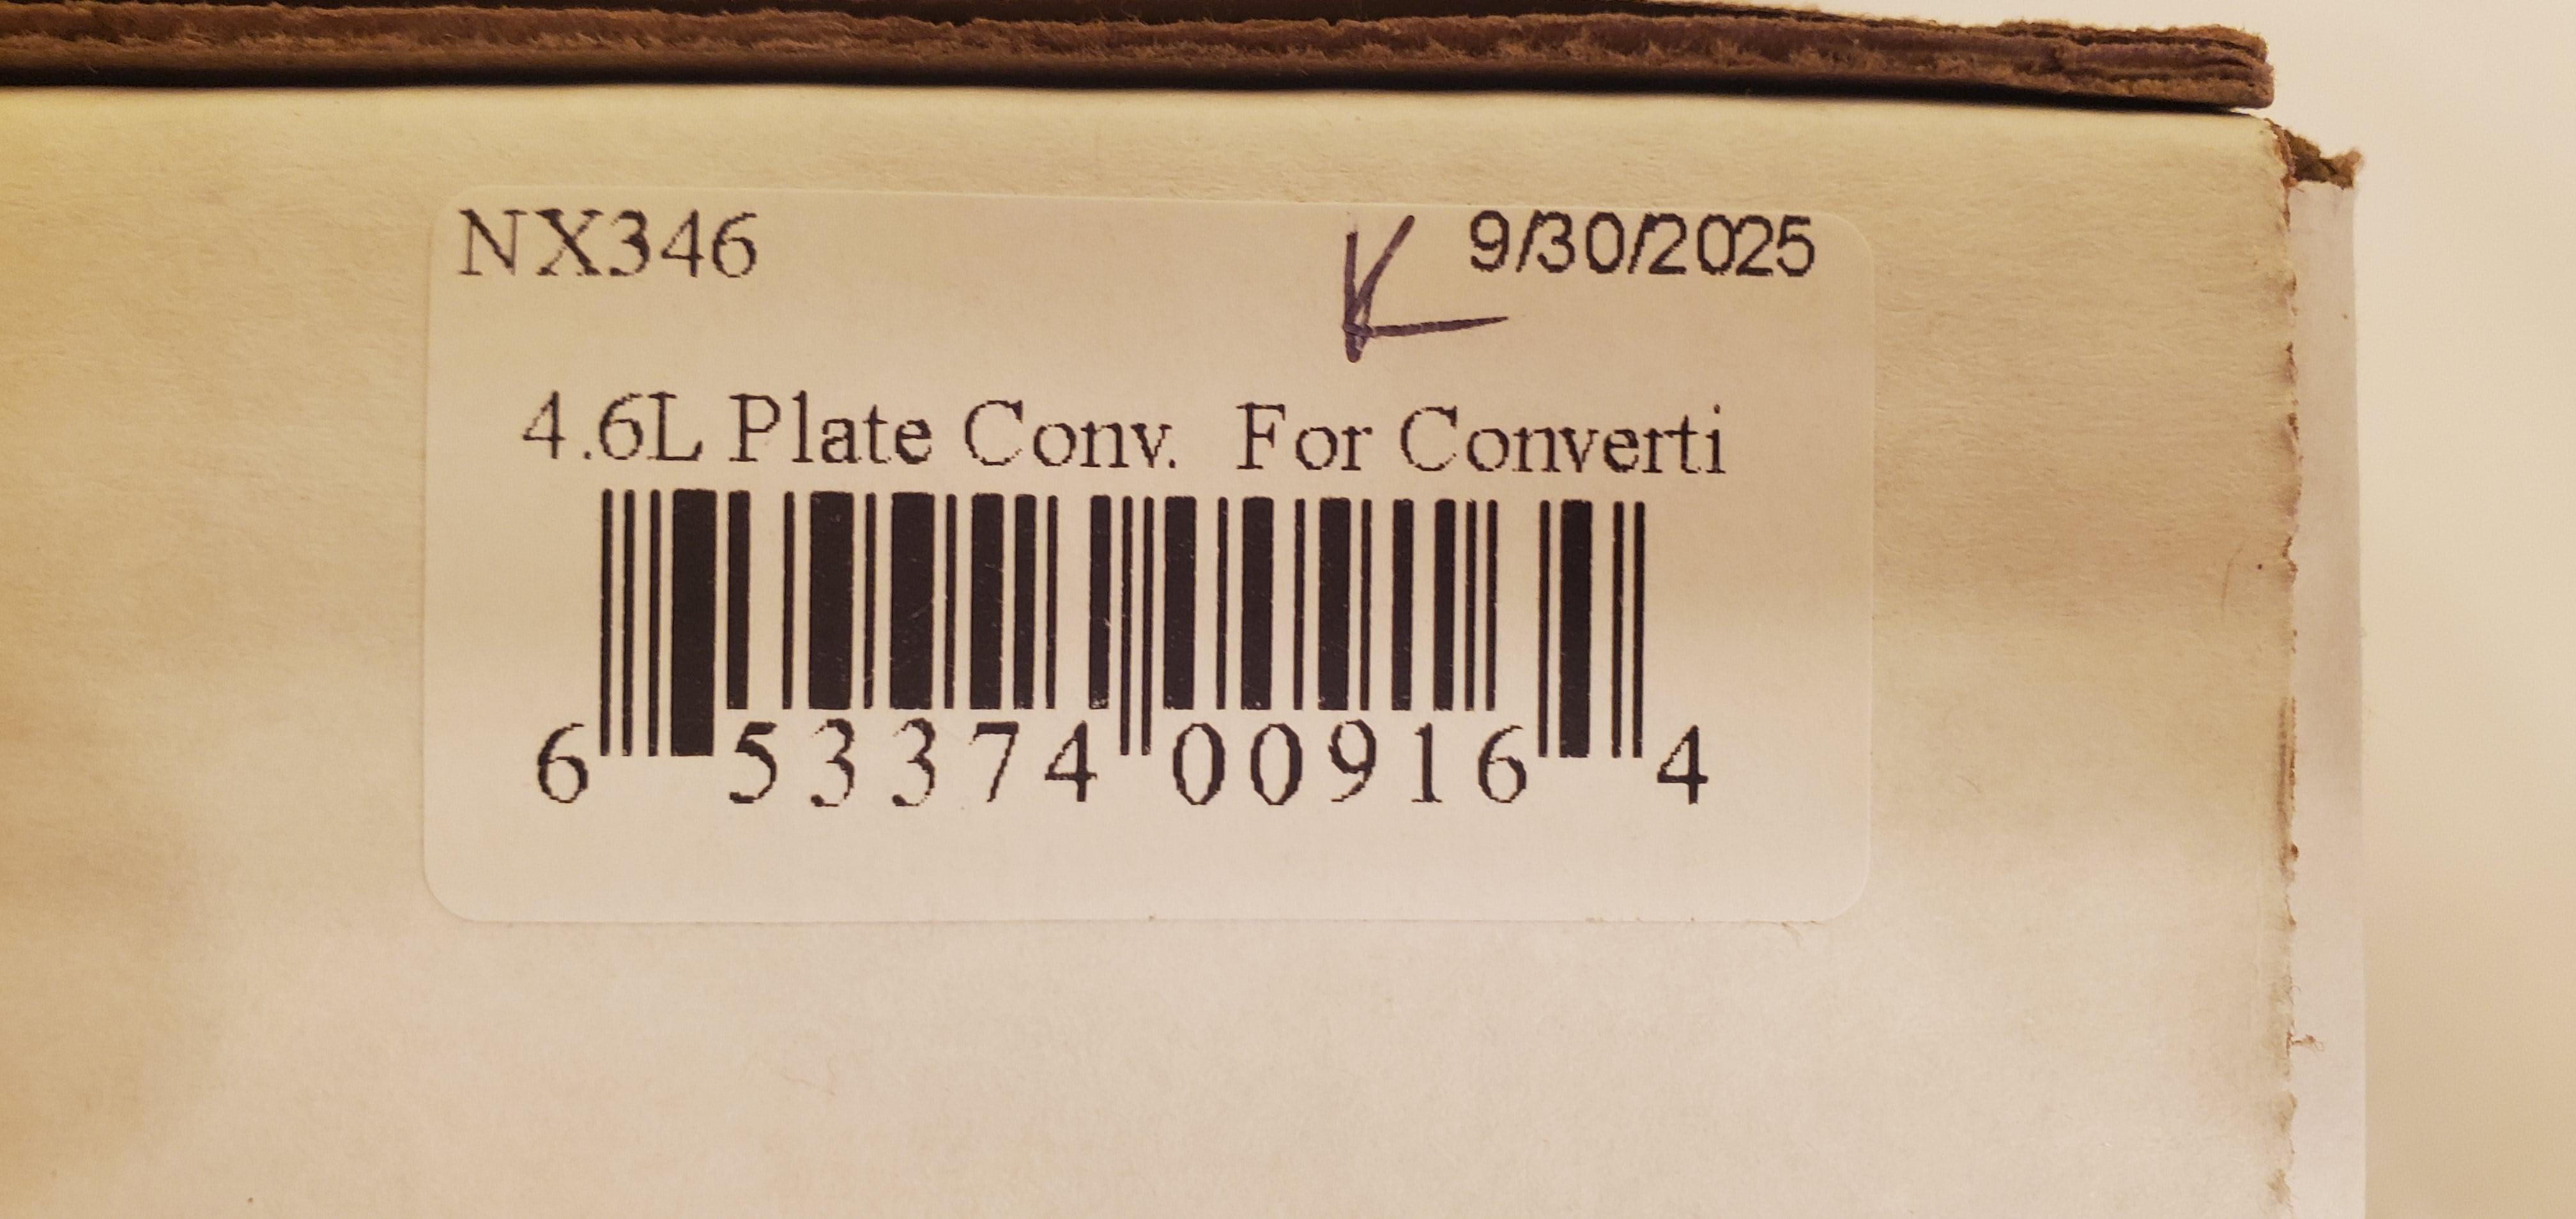 NX346 K 9/30/2025
4.6L Plate Conv. For Converti
6 53374 00916 4